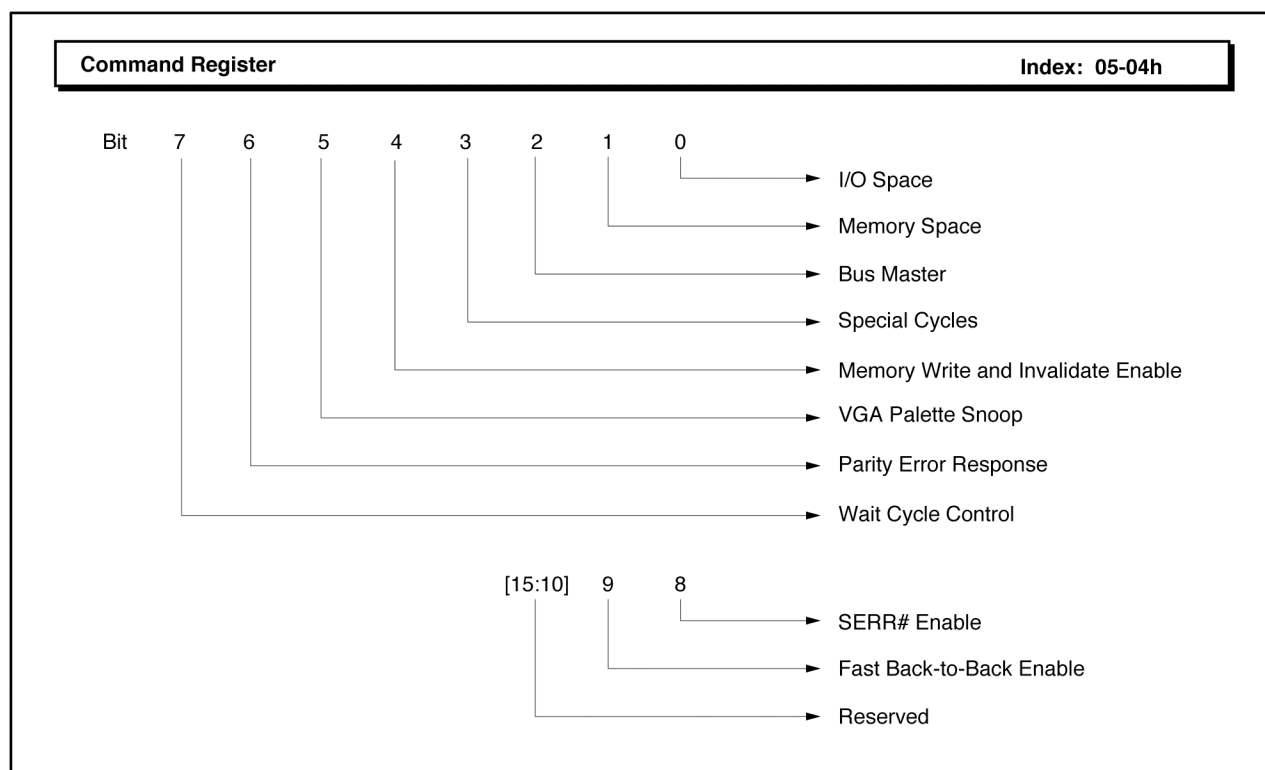 Command Register Index: 05-04h
Bit 7 6 5 4 3 2 1 0
I/O Space
Memory Space
Bus Master
Special Cycles
Memory Write and Invalidate Enable
VGA Palette Snoop
Parity Error Response
Wait Cycle Control
[15:10] 9 8
SERR# Enable
Fast Back-to-Back Enable
Reserved